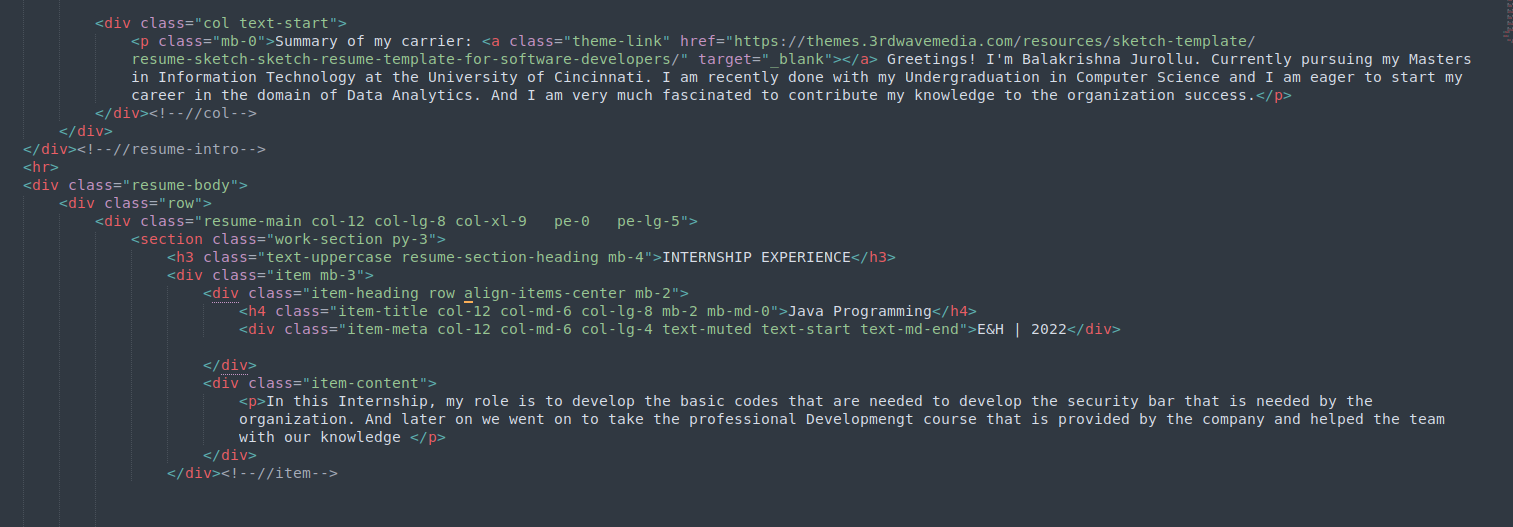 <div class="col text-start">
<p class="mb-0">Summary of my carrier: <a class="theme-link" href="https://themes.3rdwavemedia.com/resources/sketch-template/
resume-sketch-sketch-resume-template-for-software-developers/" target="_blank"></a> Greetings! I'm Balakrishna Jurollu. Currently pursuing my Masters
in Information Technology at the University of Cincinnati. I am recently done with my Undergraduation in Computer Science and I am eager to start my
career in the domain of Data Analytics. And I am very much fascinated to contribute my knowledge to the organization success.</p>
</div><!--//col-->
</div>
</div><!--//resume-intro-->
<hr>
<div class="resume-body">
<div class="row">
<div class="resume-main col-12 col-lg-8 col-xl-9   pe-0   pe-lg-5">
<section class="work-section py-3">
<h3 class="text-uppercase resume-section-heading mb-4">INTERNSHIP EXPERIENCE</h3>
<div class="item mb-3">
<div class="item-heading row align-items-center mb-2">
<h4 class="item-title col-12 col-md-6 col-lg-8 mb-2 mb-md-0">Java Programming</h4>
<div class="item-meta col-12 col-md-6 col-lg-4 text-muted text-start text-md-end">E&H | 2022</div>
</div>
<div class="item-content">
<p>In this Internship, my role is to develop the basic codes that are needed to develop the security bar that is needed by the
organization. And later on we went on to take the professional Developmengt course that is provided by the company and helped the team
with our knowledge </p>
</div>
</div><!--//item-->